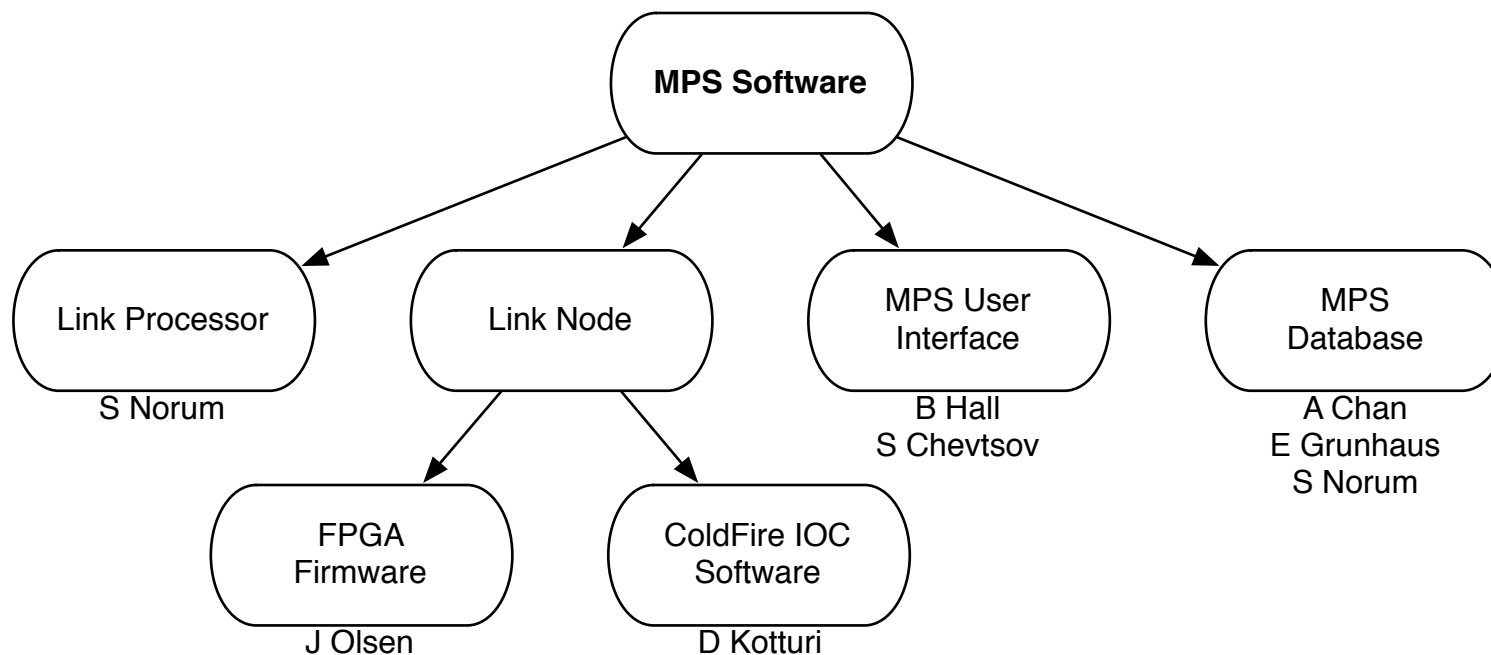 MPS Software
Link Processor
S Norum
Link Node
MPS User
Interface
B Hall
S Chevtsov
MPS
Database
A Chan
E Grunhaus
S Norum
FPGA
Firmware
J Olsen
ColdFire IOC
Software
D Kotturi